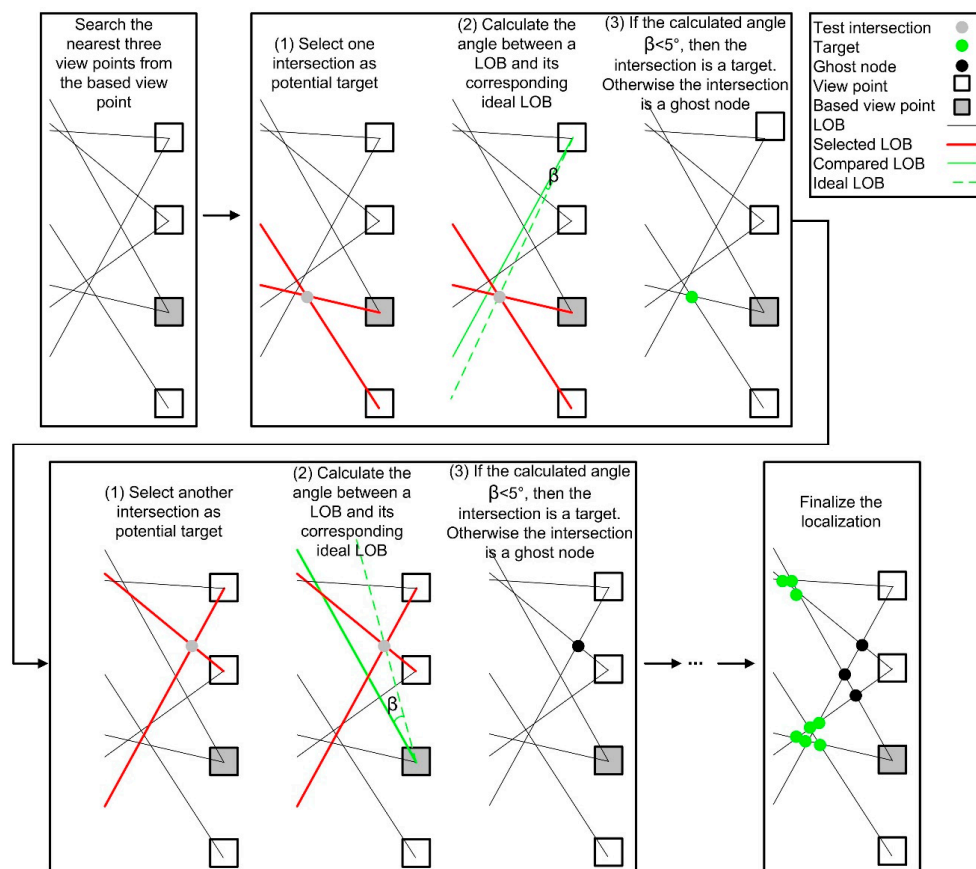 Search the
nearest three
view points from
the based view
point
(1) Select one
intersection as
potential target
(2) Calculate the
angle between a
LOB and its
corresponding
ideal LOB
β
(3) If the calculated angle
β<5°, then the
intersection is a target.
Otherwise the intersection
is a ghost node
Test intersection
Target
Ghost node
View point
Based view point
LOB
Selected LOB
Compared LOB
Ideal LOB
(1) Select another
intersection as
potential target
(2) Calculate the
angle between a
LOB and its
corresponding
ideal LOB
β
(3) If the calculated angle
β<5°, then the
intersection is a target.
Otherwise the intersection
is a ghost node
...
Finalize the
localization